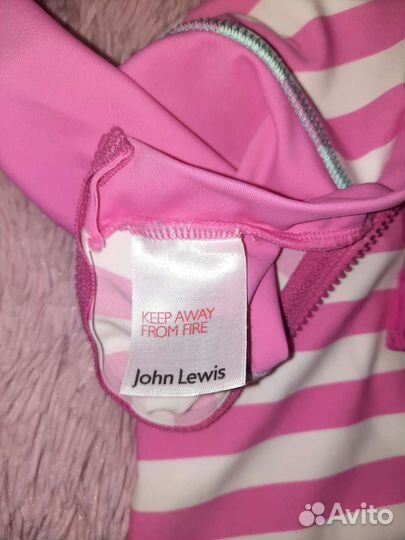 KEEP AWAY
FROM FIRE
John Lewis
Avito